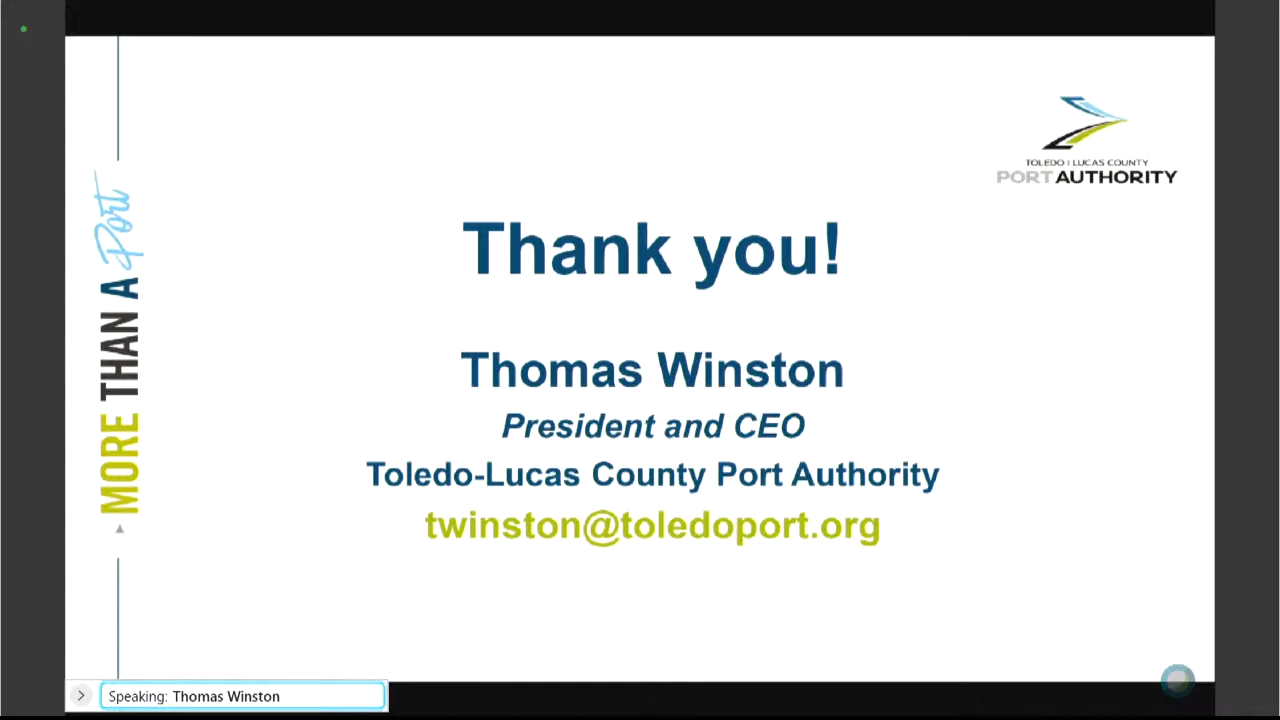 TOLEDO | LUCAS COUNTY
PORT AUTHORITY
MORE THAN A Port
Thank you!
Thomas Winston
President and CEO
Toledo-Lucas County Port Authority
twinston@toledoport.org
Speaking: Thomas Winston